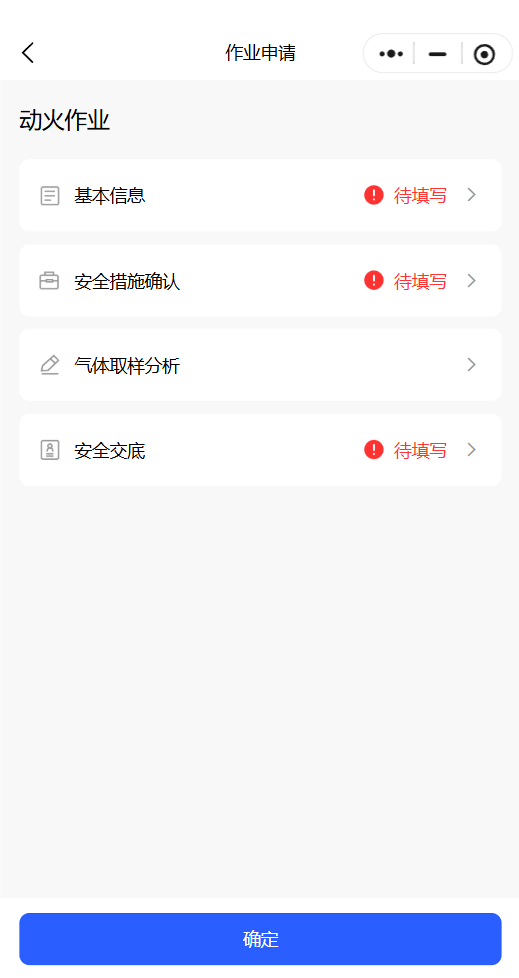 作业申请
动火作业
基本信息 待填写
安全措施确认 待填写
气体取样分析
安全交底 待填写
确定